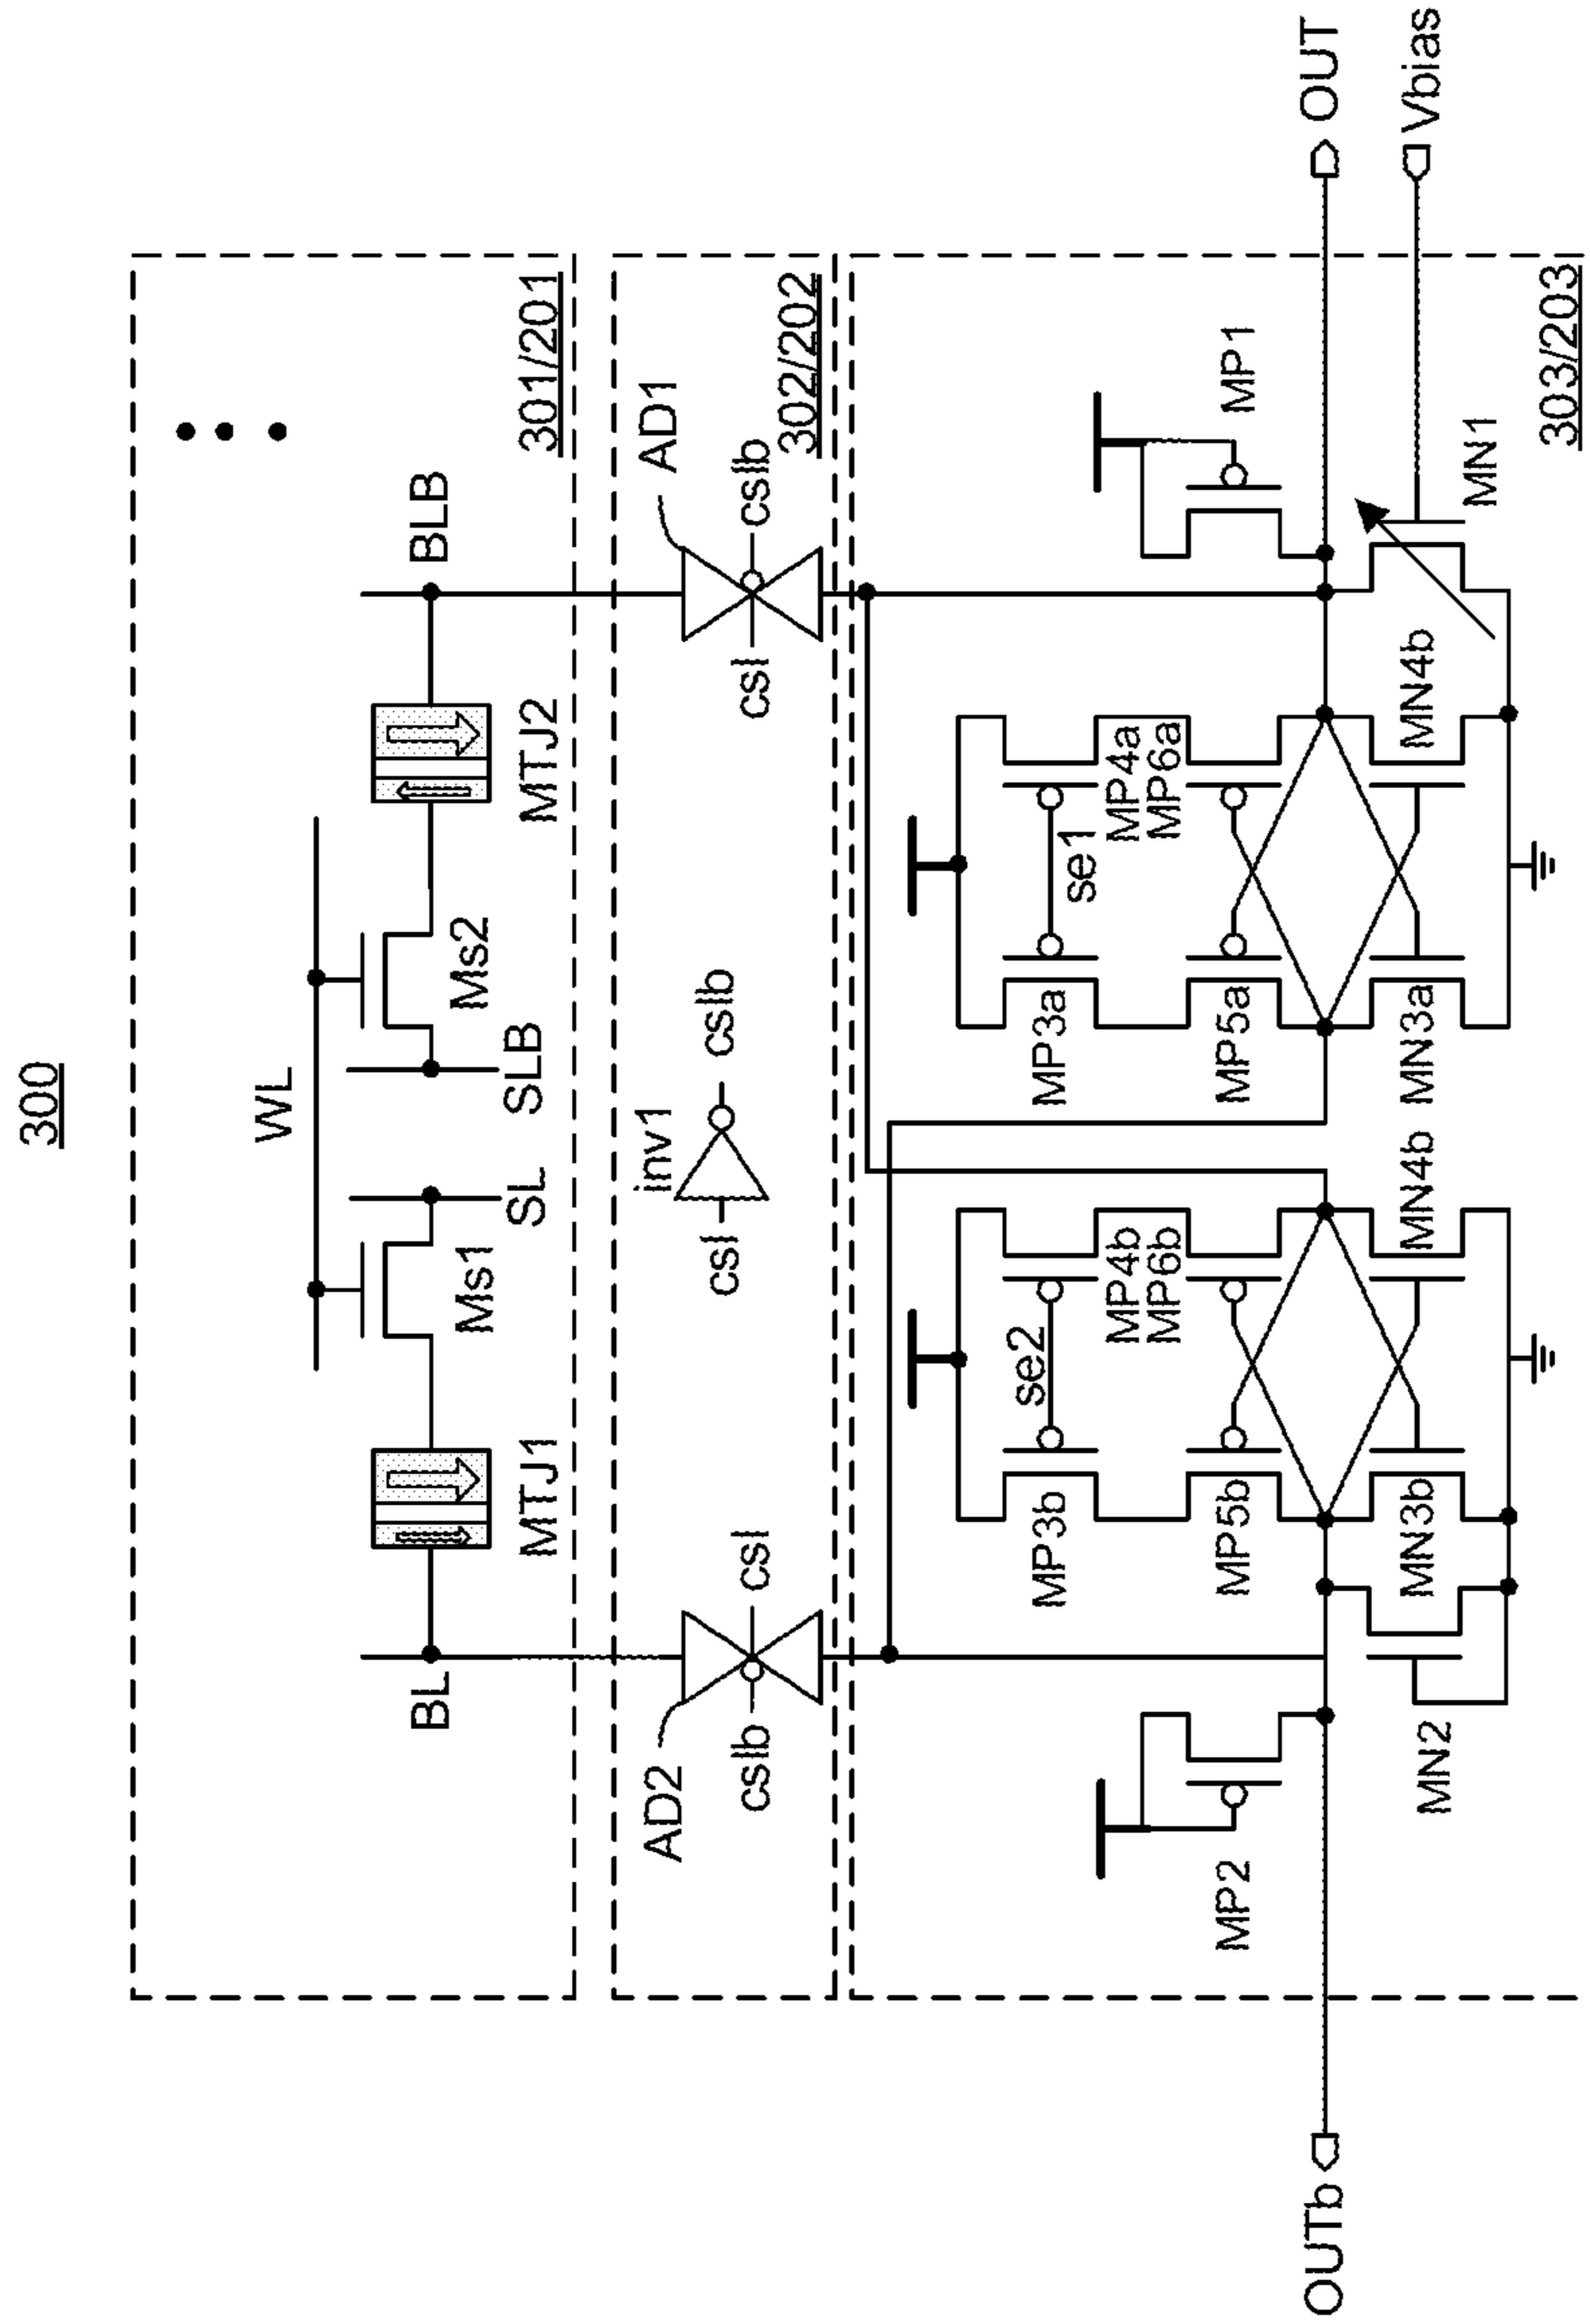 300
WL
BL
MTJ1
Ms1
SL
SLB
Ms2
MTJ2
BLB
301/201
AD2
cslb
csl
csl
inv1
cslb
csl
cslb
AD1
302/202
MP2
MP3b
se2
MP4b
MP5b
MP6b
MP3a
se1
MP4a
MP5a
MP6a
MP1
OUTb
OUT
MN2
MN3b
MN4b
MN3a
MN4b
MN1
Vbias
303/203